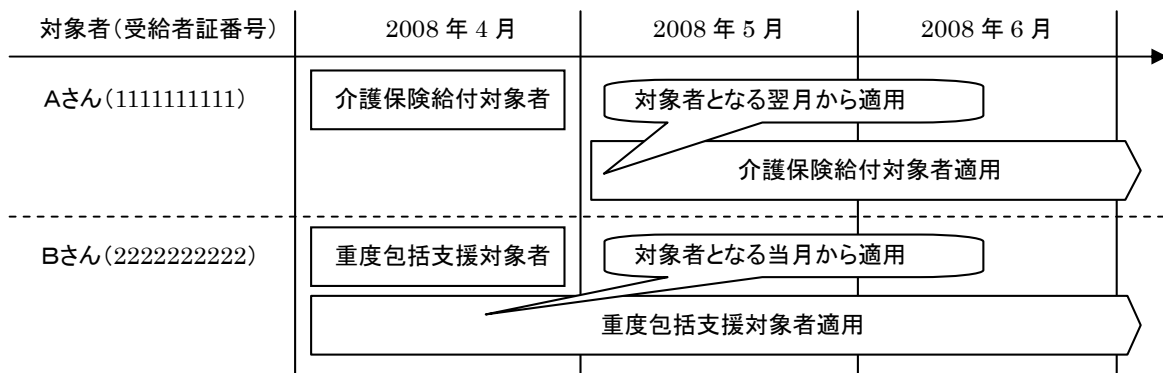 対象者(受給者証番号) 2008 年 4 月 2008 年 5 月 2008 年 6 月
Aさん(1111111111) 介護保険給付対象者 対象者となる翌月から適用
介護保険給付対象者適用
Bさん(2222222222) 重度包括支援対象者 対象者となる当月から適用
重度包括支援対象者適用